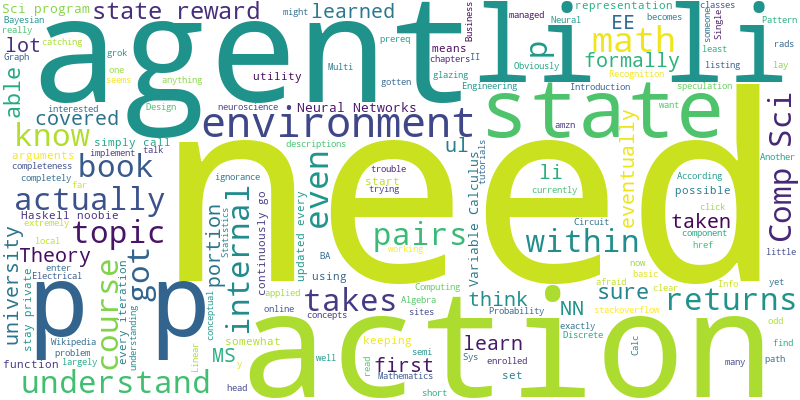 Sci program
state reward
learned
might
representation
classes
Bayesian
really
catching
lot
Graph
grok
one
seems
anything
able
Design
agent
means
chapters
II
utility
Multi
prereq
gotten
glazing
Business
managed
p
EE
becomes
Neural
someone
Single
Pattern
math
formally
Obviously
least
rads
listing
lay
li li
Recognition
Introduction
Engineering
speculation
want
amzn
state
Another
According
possible
click
Comp Sci
covered
know
simply call
neuroscience
Neural Networks
environment
descriptions
ul
tutorials
li
currently
eventually
arguments
implement
talk
completeness
completely
far
book
ignorance
trouble
trying
start
need
taken
component
href
little
actually
Haskell noobie
extremely
local
topic
Theory
enter
Electrical
university
stay private
got
portion
Statistics
internal
continuously go
even
updated every
pairs
working
within
Variable Calculus
Circuit
now
basic
clear
yet
p p
course
every iteration
understanding
conceptual
BA
using
Computing
Algebra
sites
think
Probability
NN
exactly
Discrete
sure
afraid
stackoverflow
Info
returns
odd
find
path
Wikipedia
problem
largely
function
MS
Linear
y
applied
online
concepts
somewhat
well
head
takes
keeping
first
read
Mathematics
semi
short
action
learn
Sys
enrolled
set
Calc
many
understand
interested